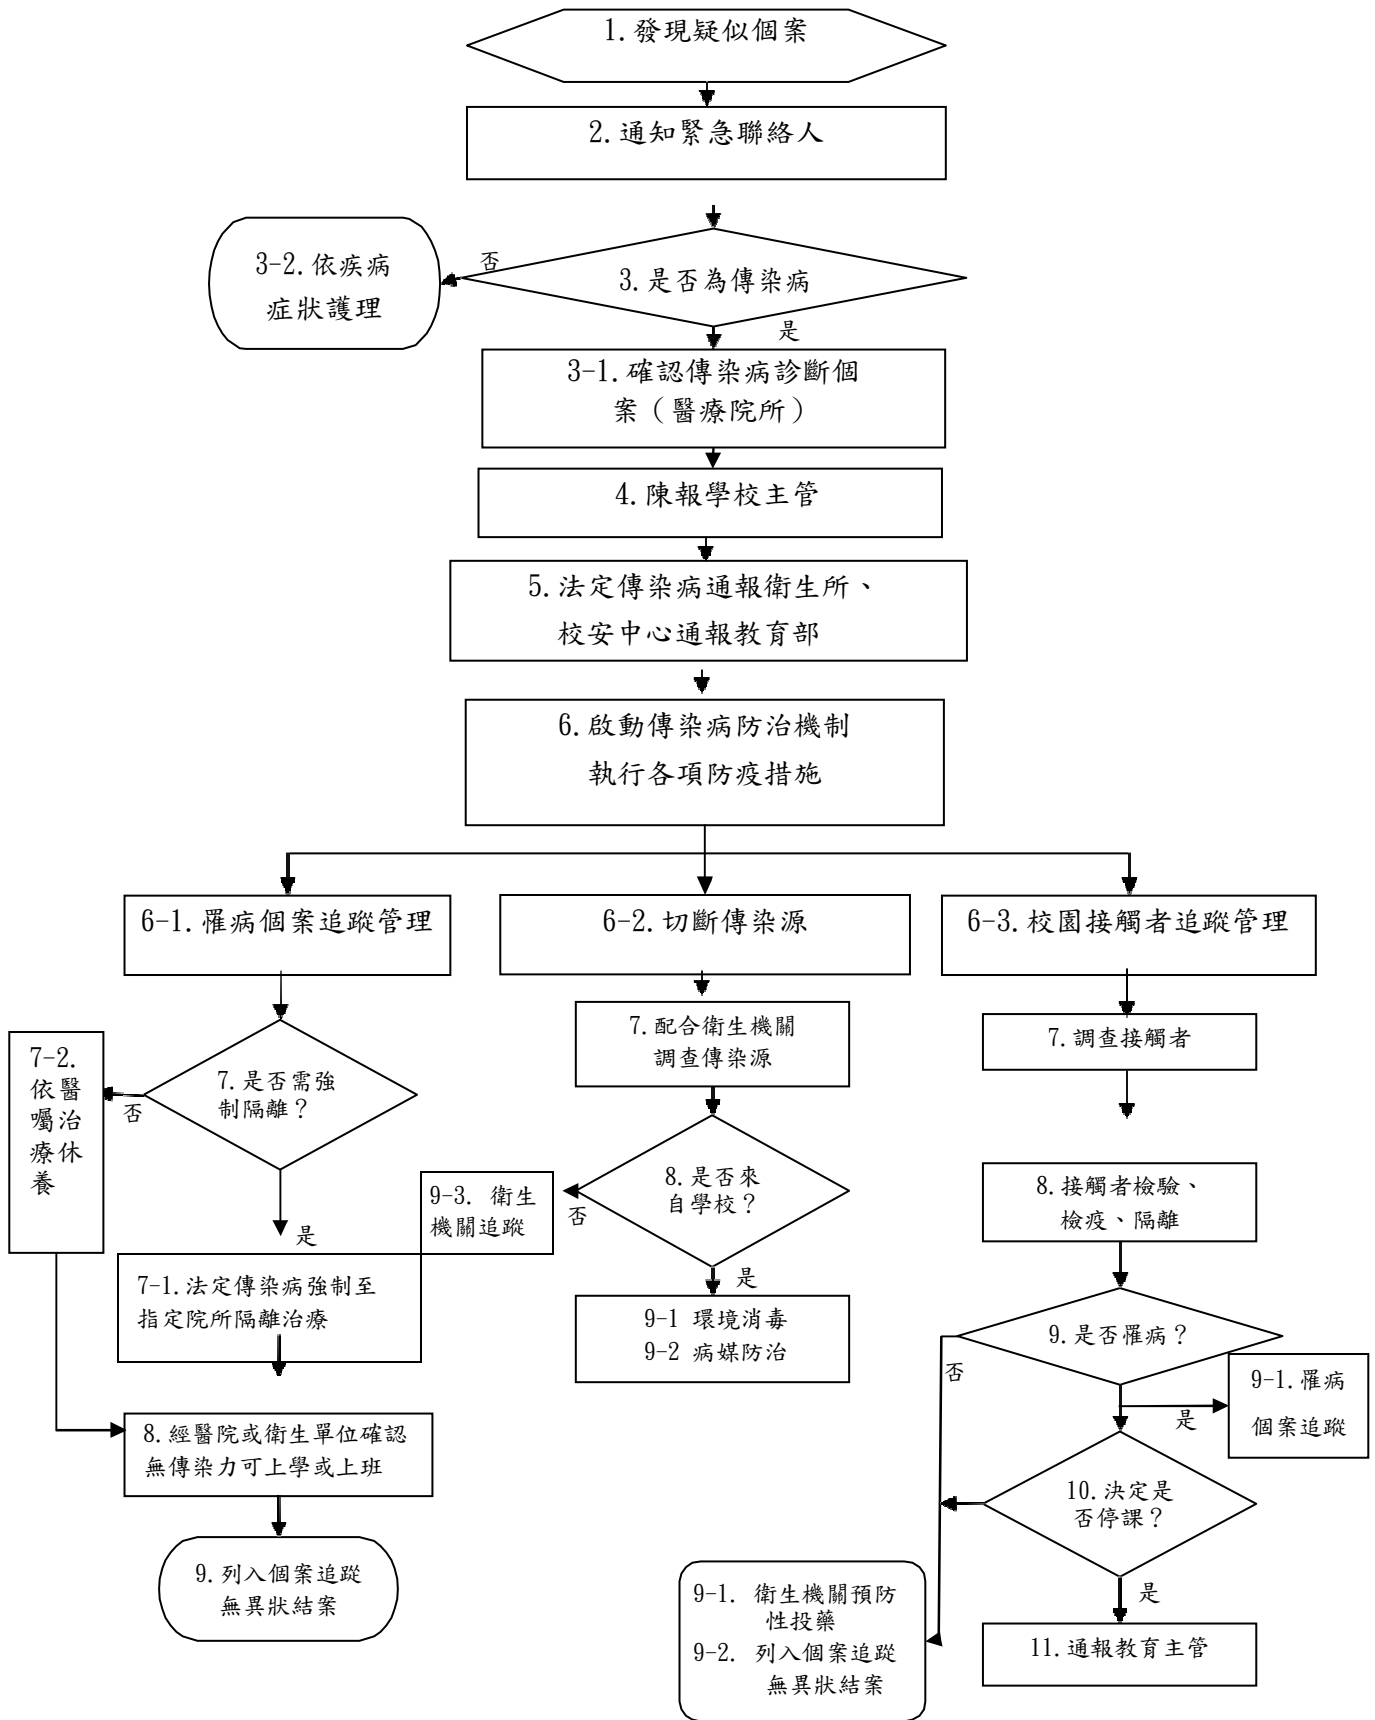 1.發現疑似個案
2.通知緊急聯絡人
3.是否為傳染病
否
3-2.依疾病
症狀護理
是
3-1.確認傳染病診斷個
案（醫療院所）
4.陳報學校主管
5.法定傳染病通報衛生所、
校安中心通報教育部
6.啟動傳染病防治機制
執行各項防疫措施
6-1.罹病個案追蹤管理
7.是否需強
制隔離？
否
7-2.
依醫
囑治
療休
養
是
7-1.法定傳染病強制至
指定院所隔離治療
8.經醫院或衛生單位確認
無傳染力可上學或上班
9.列入個案追蹤
無異狀結案
6-2.切斷傳染源
7.配合衛生機關
調查傳染源
8.是否來
自學校？
否
9-3. 衛生
機關追蹤
是
9-1 環境消毒
9-2 病媒防治
6-3.校園接觸者追蹤管理
7.調查接觸者
8.接觸者檢驗、
檢疫、隔離
9.是否罹病？
否
是
9-1.罹病
個案追蹤
10.決定是
否停課？
是
11.通報教育主管
9-1. 衛生機關預防
性投藥
9-2. 列入個案追蹤
無異狀結案